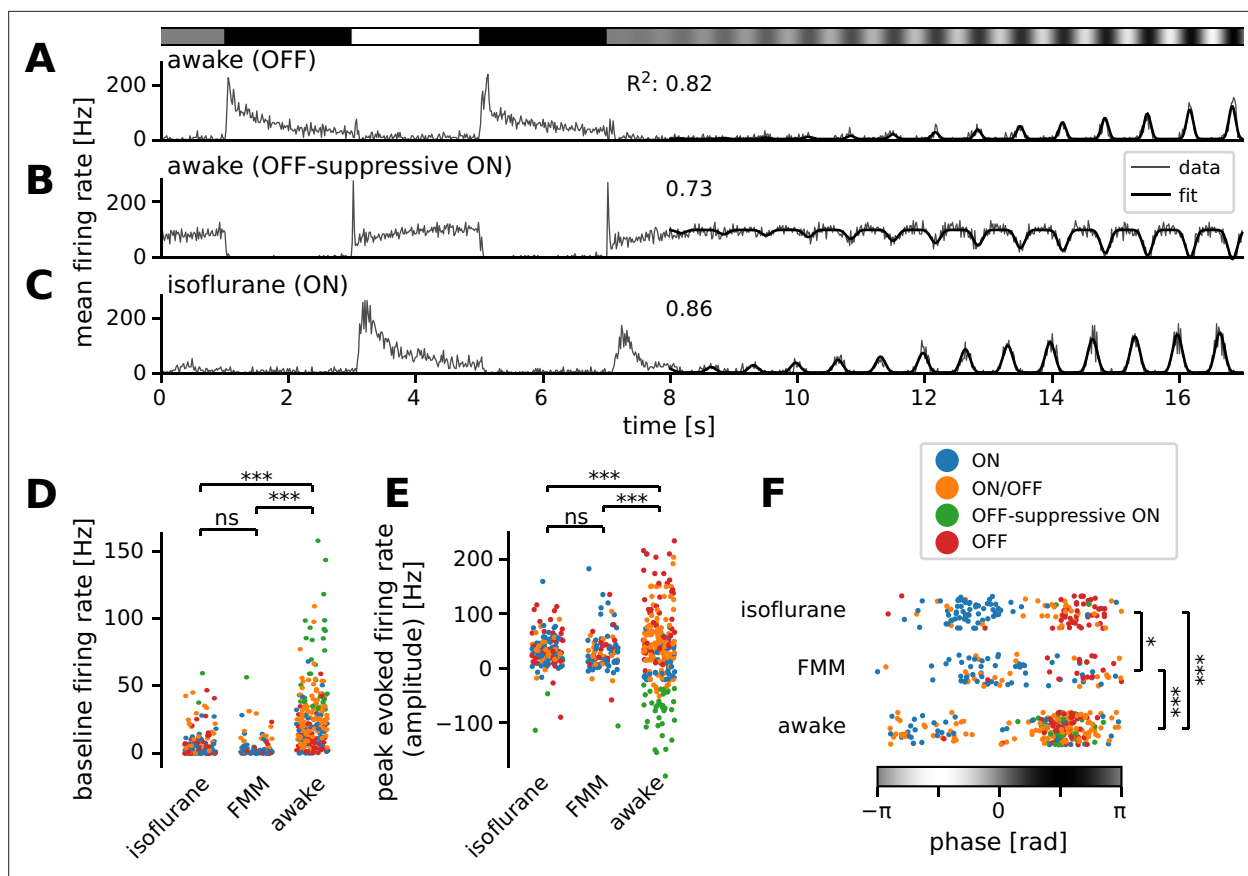 A
awake (OFF)
R²: 0.82
200
0
B
awake (OFF-suppressive ON)
0.73
data
fit
200
0
C
isoflurane (ON)
0.86
200
0
mean firing rate [Hz]
0 2 4 6 8 10 12 14 16
time [s]
D
***
***
ns
baseline firing rate [Hz]
150
100
50
0
isoflurane
FMM
awake
E
***
***
ns
peak evoked firing rate
(amplitude) [Hz]
200
100
0
−100
isoflurane
FMM
awake
F
ON
ON/OFF
OFF-suppressive ON
OFF
isoflurane
FMM
awake
*
***
***
−π 0 π
phase [rad]